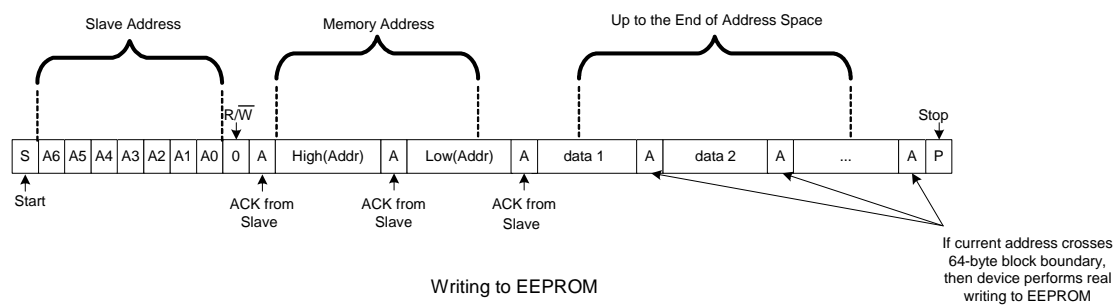 Slave Address
Memory Address
Up to the End of Address Space
R/W
Stop
S A6 A5 A4 A3 A2 A1 A0 0 A High(Addr) A Low(Addr) A data 1 A data 2 A ... A P
Start
ACK from
Slave
ACK from
Slave
ACK from
Slave
If current address crosses
64-byte block boundary,
then device performs real
writing to EEPROM
Writing to EEPROM